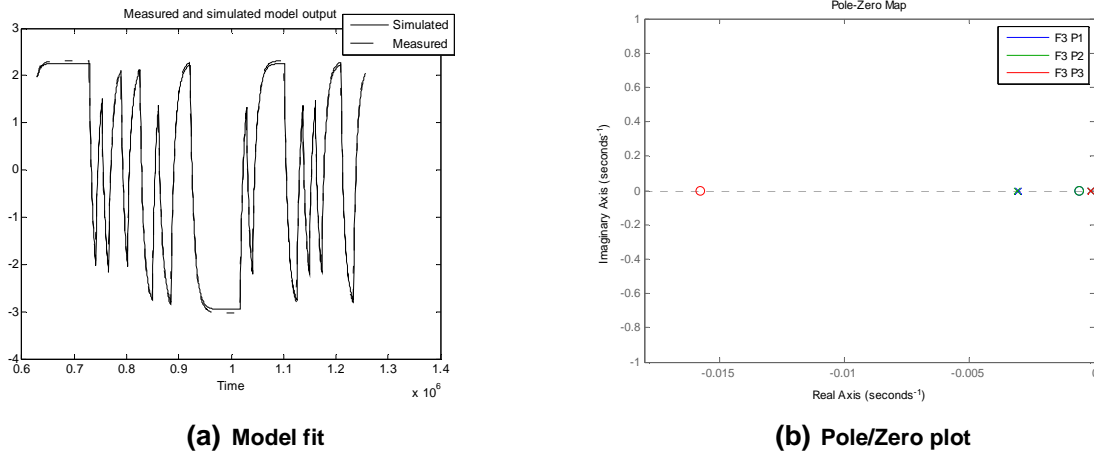 Measured and simulated model output
Simulated
Measured
3
2
1
0
-1
-2
-3
-4
0.6
0.7
0.8
0.9
1
1.1
1.2
1.3
1.4
Time
x 10⁶
(a) Model fit
Pole-Zero Map
F3 P1
F3 P2
F3 P3
1
0.8
0.6
0.4
0.2
0
-0.2
-0.4
-0.6
-0.8
-1
Imaginary Axis (seconds⁻¹)
-0.015
-0.01
-0.005
0
Real Axis (seconds⁻¹)
(b) Pole/Zero plot